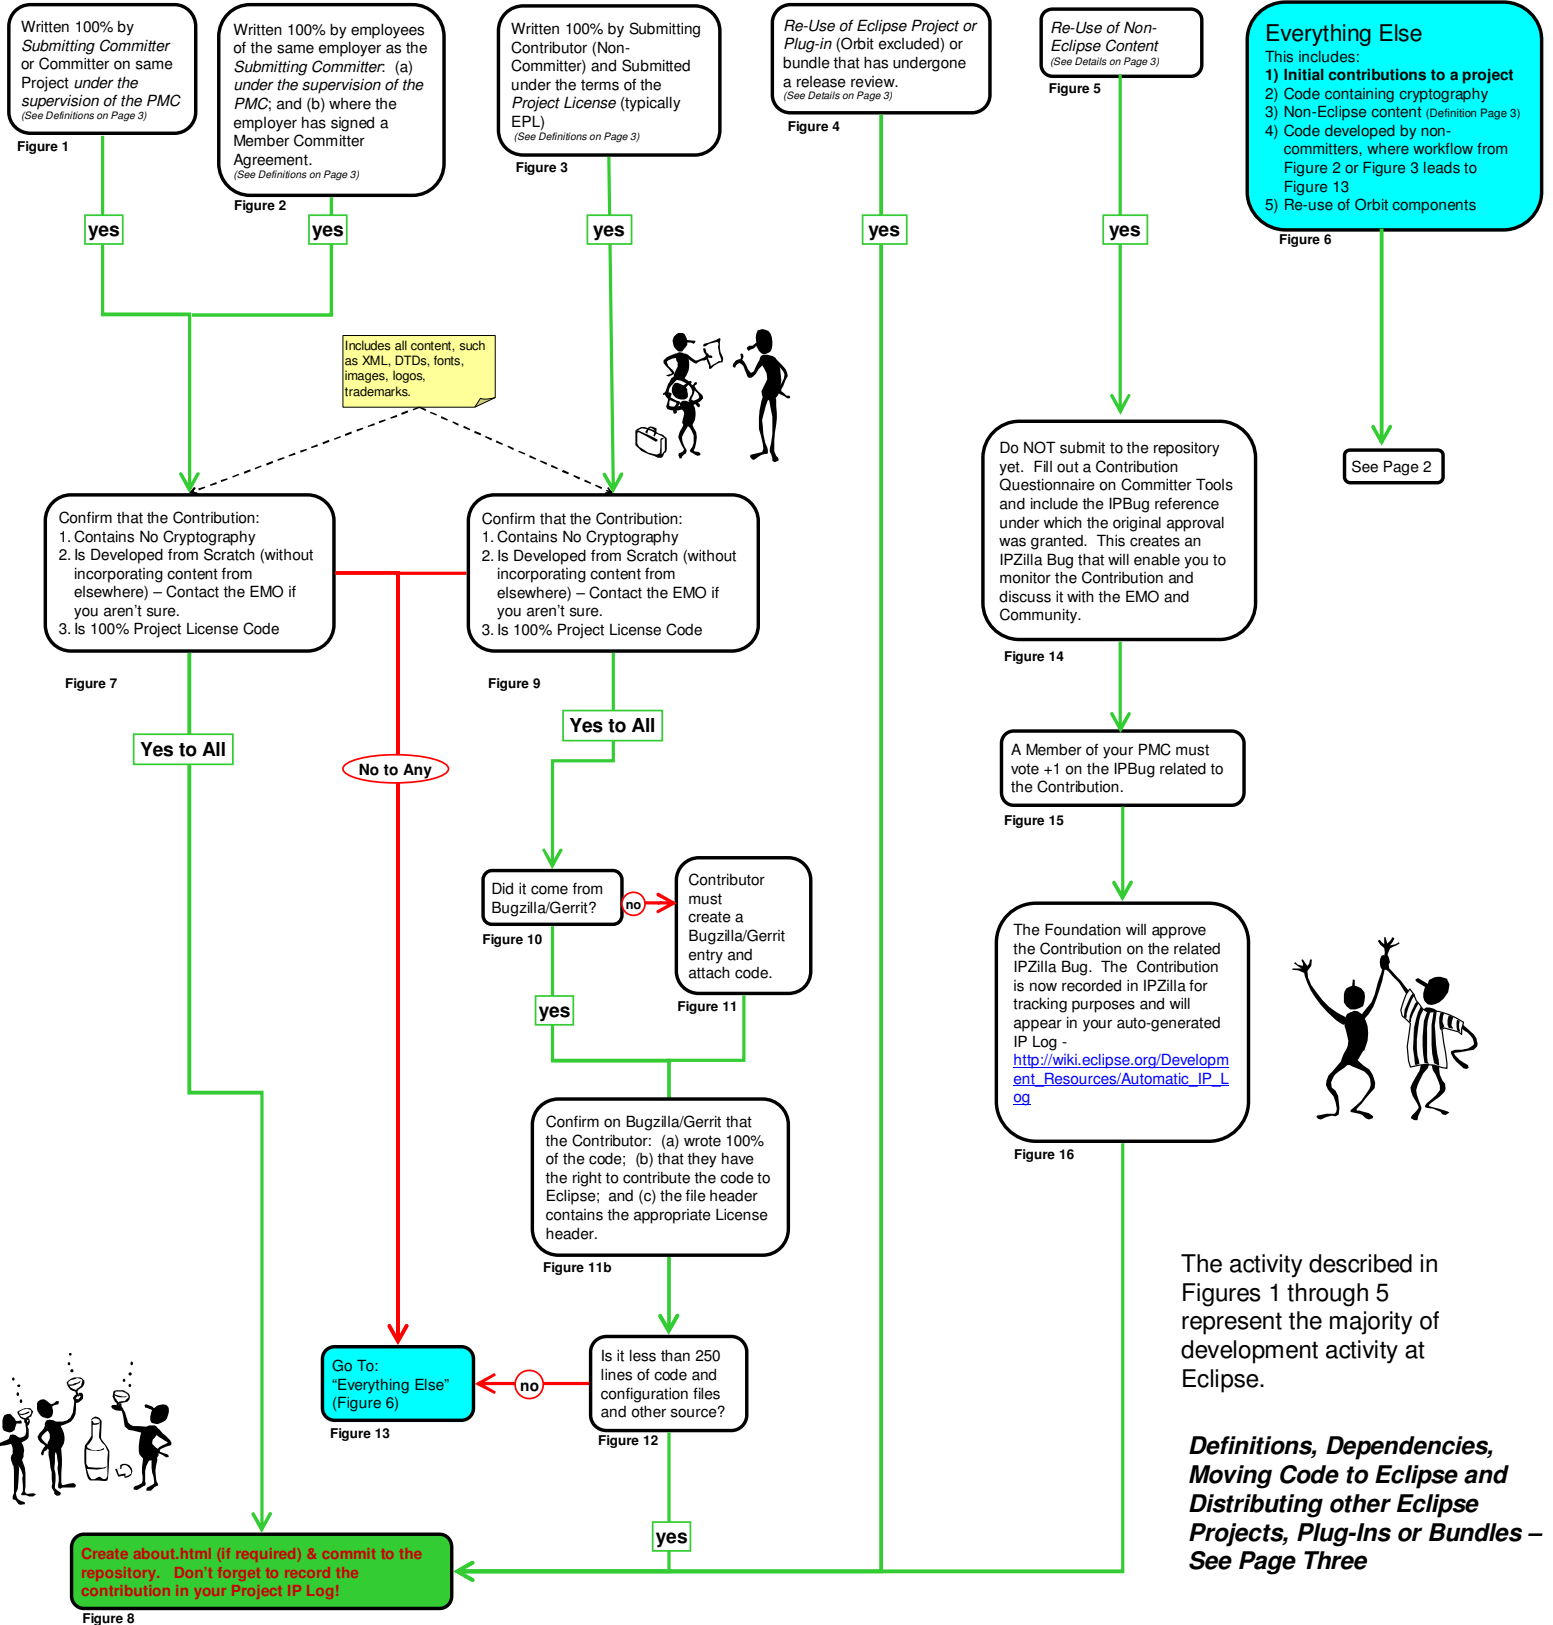 Written 100% by
Submitting Committer
or Committer on same
Project under the
supervision of the PMC
(See Definitions on Page 3)
Figure 1
Written 100% by employees
of the same employer as the
Submitting Committer: (a)
under the supervision of the
PMC; and (b) where the
employer has signed a
Member Committer
Agreement.
(See Definitions on Page 3)
Figure 2
Written 100% by Submitting
Contributor (Non-
Committer) and Submitted
under the terms of the
Project License (typically
EPL)
(See Definitions on Page 3)
Figure 3
Re-Use of Eclipse Project or
Plug-in (Orbit excluded) or
bundle that has undergone
a release review.
(See Details on Page 3)
Figure 4
Re-Use of Non-
Eclipse Content
(See Details on Page 3)
Figure 5
Everything Else
This includes:
1) Initial contributions to a project
2) Code containing cryptography
3) Non-Eclipse content (Definition Page 3)
4) Code developed by non-
committers, where workflow from
Figure 2 or Figure 3 leads to
Figure 13
5) Re-use of Orbit components
Figure 6
yes
yes
yes
yes
yes
Includes all content, such
as XML, DTDs, fonts,
images, logos,
trademarks.
See Page 2
Confirm that the Contribution:
1. Contains No Cryptography
2. Is Developed from Scratch (without
incorporating content from
elsewhere) – Contact the EMO if
you aren't sure.
3. Is 100% Project License Code
Figure 7
Confirm that the Contribution:
1. Contains No Cryptography
2. Is Developed from Scratch (without
incorporating content from
elsewhere) – Contact the EMO if
you aren't sure.
3. Is 100% Project License Code
Figure 9
Do NOT submit to the repository
yet. Fill out a Contribution
Questionnaire on Committer Tools
and include the IPBug reference
under which the original approval
was granted. This creates an
IPZilla Bug that will enable you to
monitor the Contribution and
discuss it with the EMO and
Community.
Figure 14
Yes to All
No to Any
Yes to All
A Member of your PMC must
vote +1 on the IPBug related to
the Contribution.
Figure 15
Did it come from
Bugzilla/Gerrit?
Figure 10
no
Contributor
must
create a
Bugzilla/Gerrit
entry and
attach code.
Figure 11
yes
The Foundation will approve
the Contribution on the related
IPZilla Bug. The Contribution
is now recorded in IPZilla for
tracking purposes and will
appear in your auto-generated
IP Log -
http://wiki.eclipse.org/Developm
ent_Resources/Automatic_IP_L
og
Figure 16
Confirm on Bugzilla/Gerrit that
the Contributor: (a) wrote 100%
of the code; (b) that they have
the right to contribute the code to
Eclipse; and (c) the file header
contains the appropriate License
header.
Figure 11b
Go To:
"Everything Else"
(Figure 6)
Figure 13
no
Is it less than 250
lines of code and
configuration files
and other source?
Figure 12
yes
The activity described in
Figures 1 through 5
represent the majority of
development activity at
Eclipse.
Definitions, Dependencies,
Moving Code to Eclipse and
Distributing other Eclipse
Projects, Plug-Ins or Bundles –
See Page Three
Create about.html (if required) & commit to the
repository. Don't forget to record the
contribution in your Project IP Log!
Figure 8